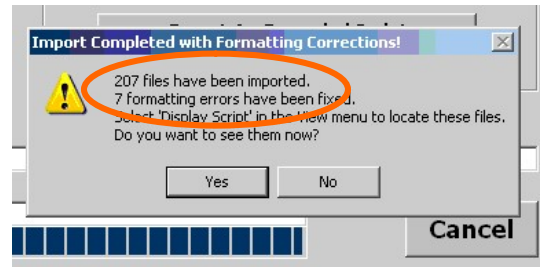 Import Completed with Formatting Corrections!
207 files have been imported.
7 formatting errors have been fixed.
Select 'Display Script' in the View menu to locate these files.
Do you want to see them now?
Yes No
Cancel